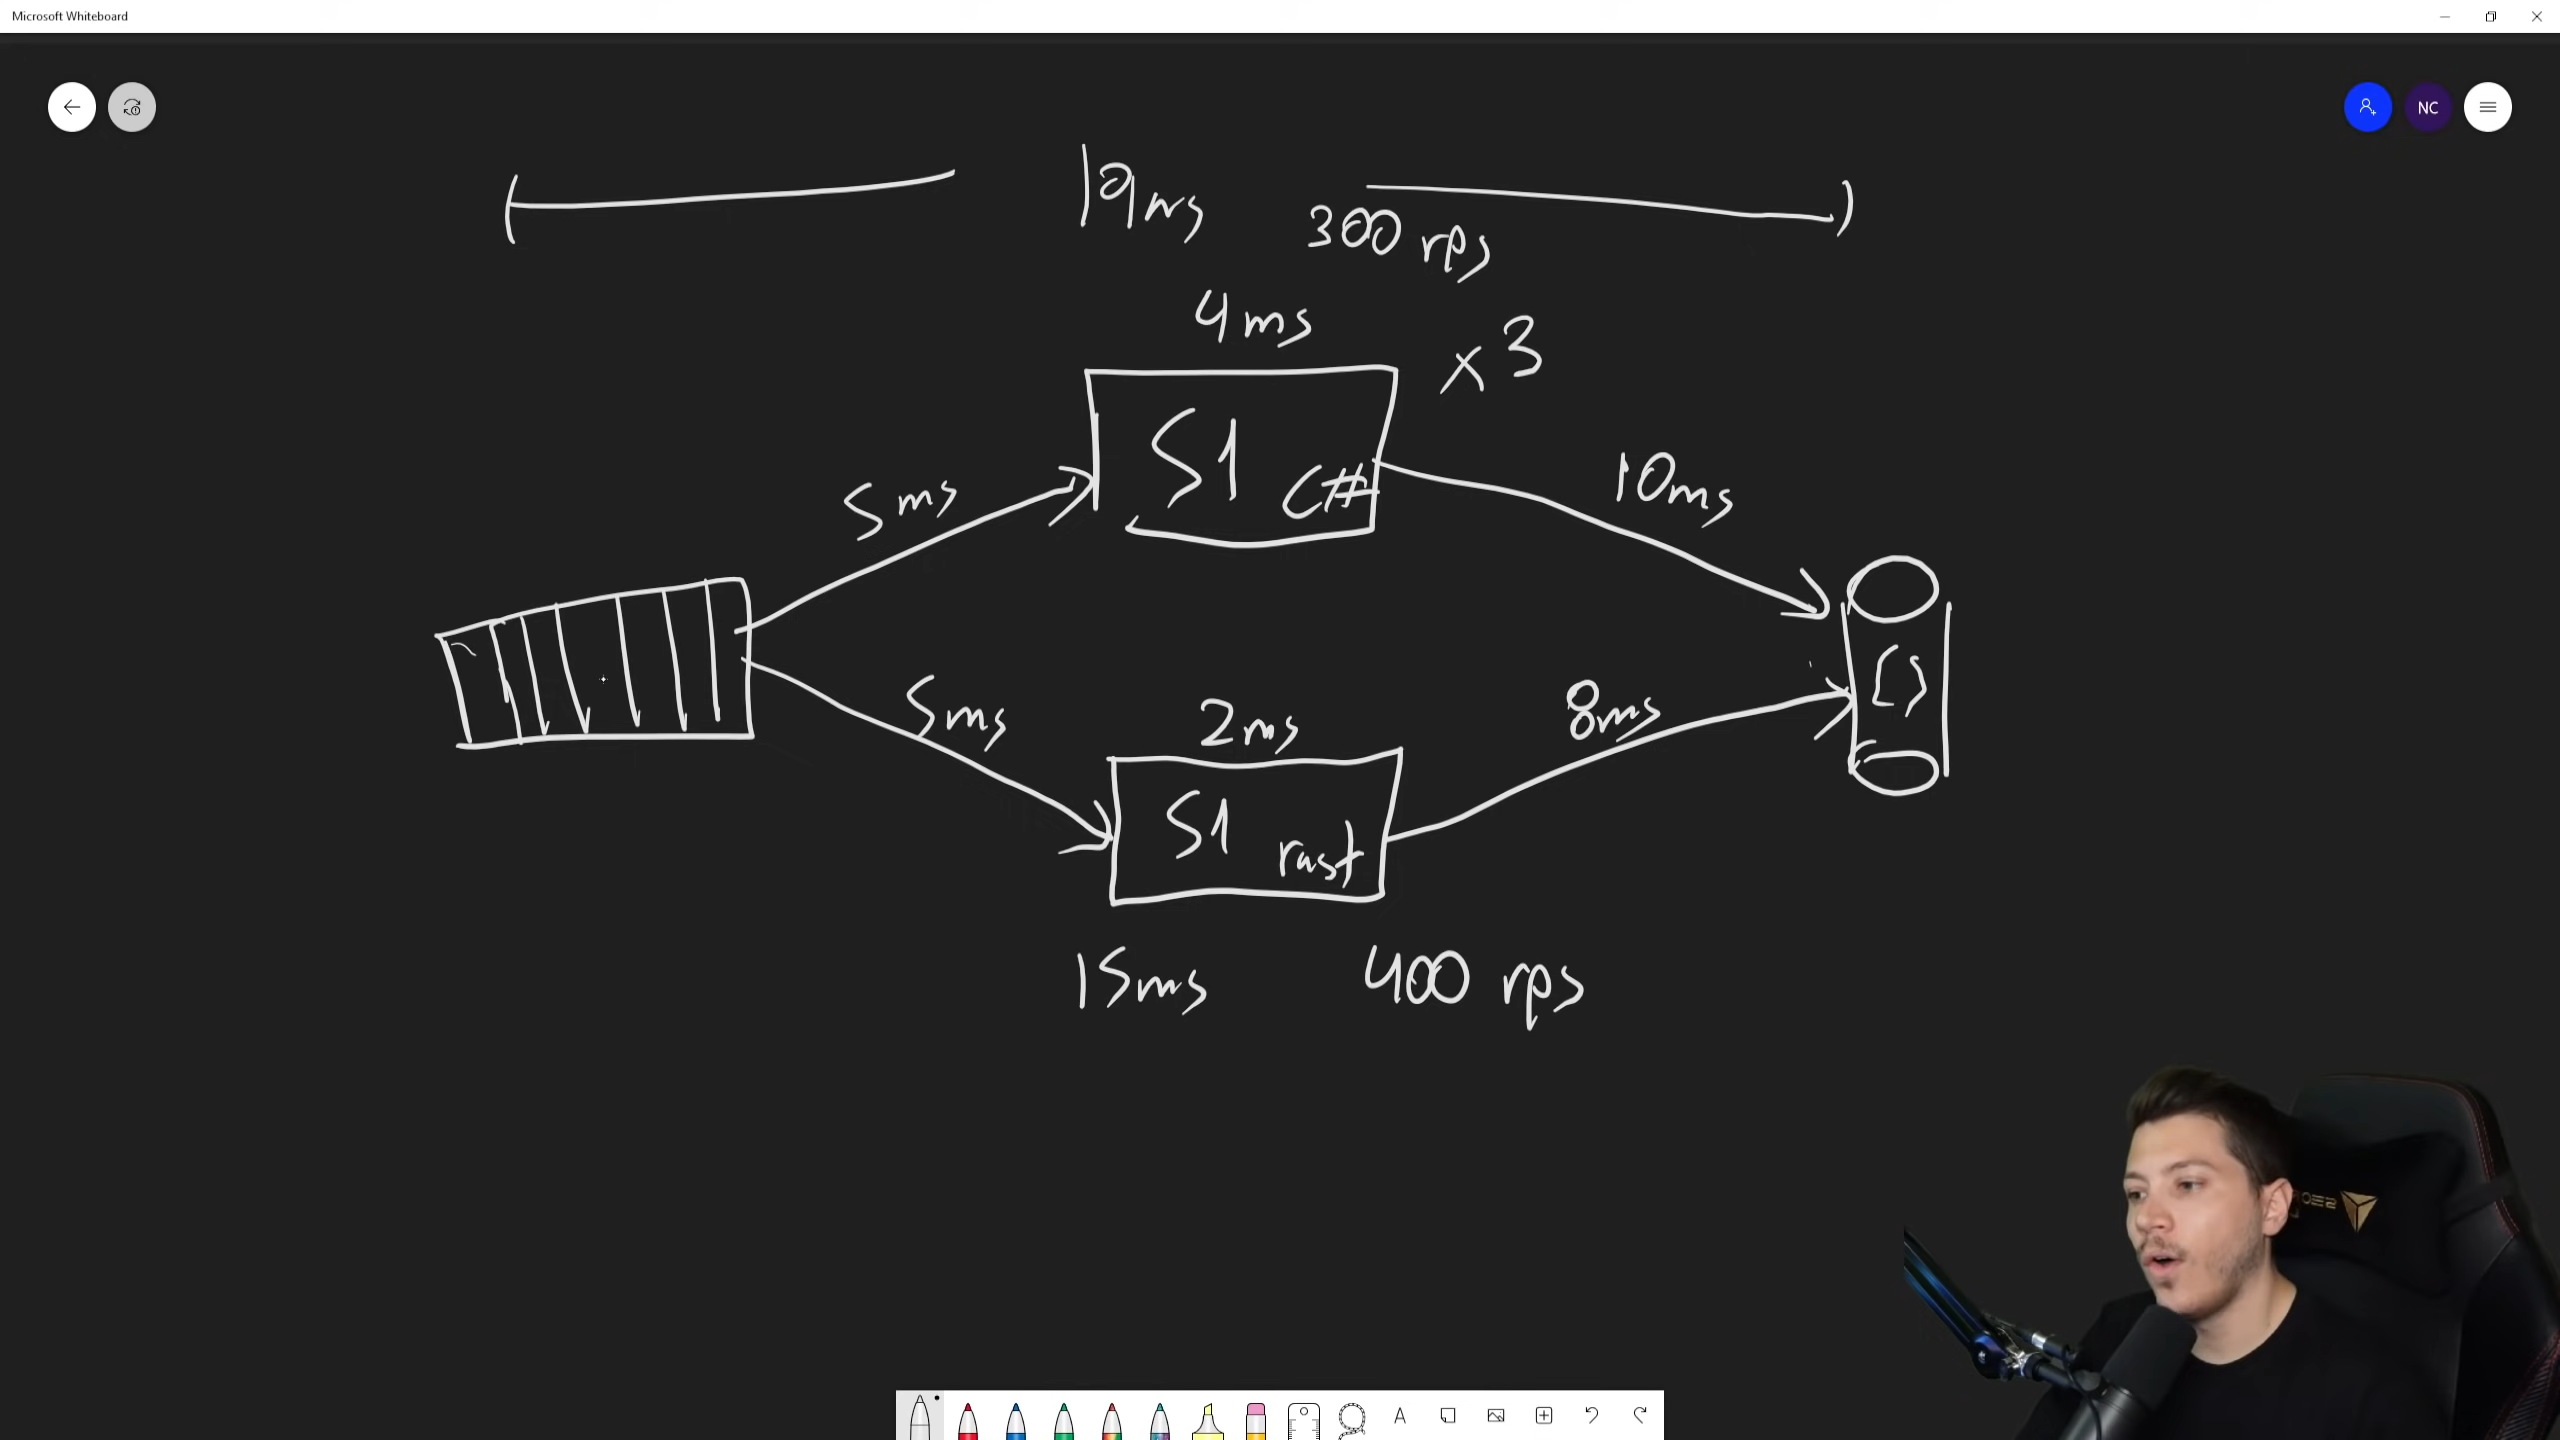 Microsoft Whiteboard
NC
19ms
300 rps
4ms
x3
S1 C#
5ms
10ms
{}
5ms
2ms
8ms
S1 rust
15ms
400 rps
A